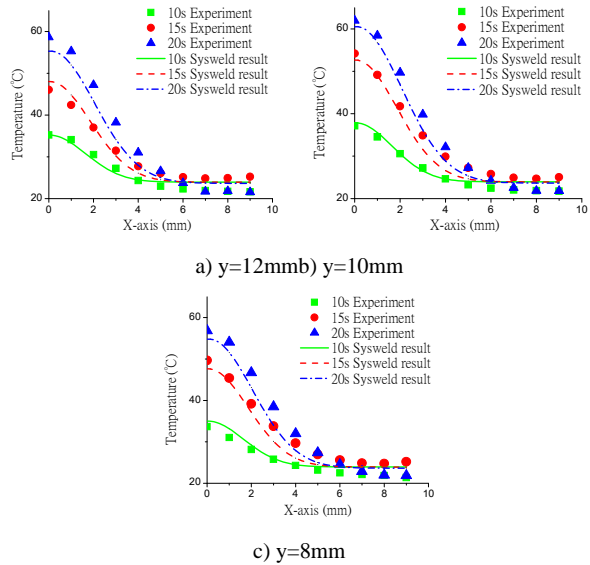 10s Experiment
15s Experiment
20s Experiment
10s Sysweld result
15s Sysweld result
20s Sysweld result
Temperature (°C)
60
40
20
0 2 4 6 8 10
X-axis (mm)
10s Experiment
15s Experiment
20s Experiment
10s Sysweld result
15s Sysweld result
20s Sysweld result
Temperature (°C)
60
40
20
0 2 4 6 8 10
X-axis (mm)
a) y=12mmb) y=10mm
10s Experiment
15s Experiment
20s Experiment
10s Sysweld result
15s Sysweld result
20s Sysweld result
Temperature (°C)
60
40
20
0 2 4 6 8 10
X-axis (mm)
c) y=8mm